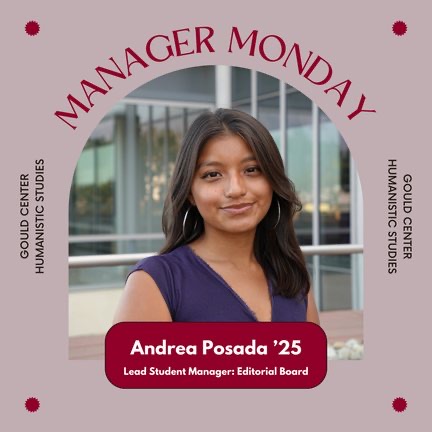 MANAGER MONDAY
GOULD CENTER
HUMANISTIC STUDIES
GOULD CENTER
HUMANISTIC STUDIES
Andrea Posada ’25
Lead Student Manager: Editorial Board